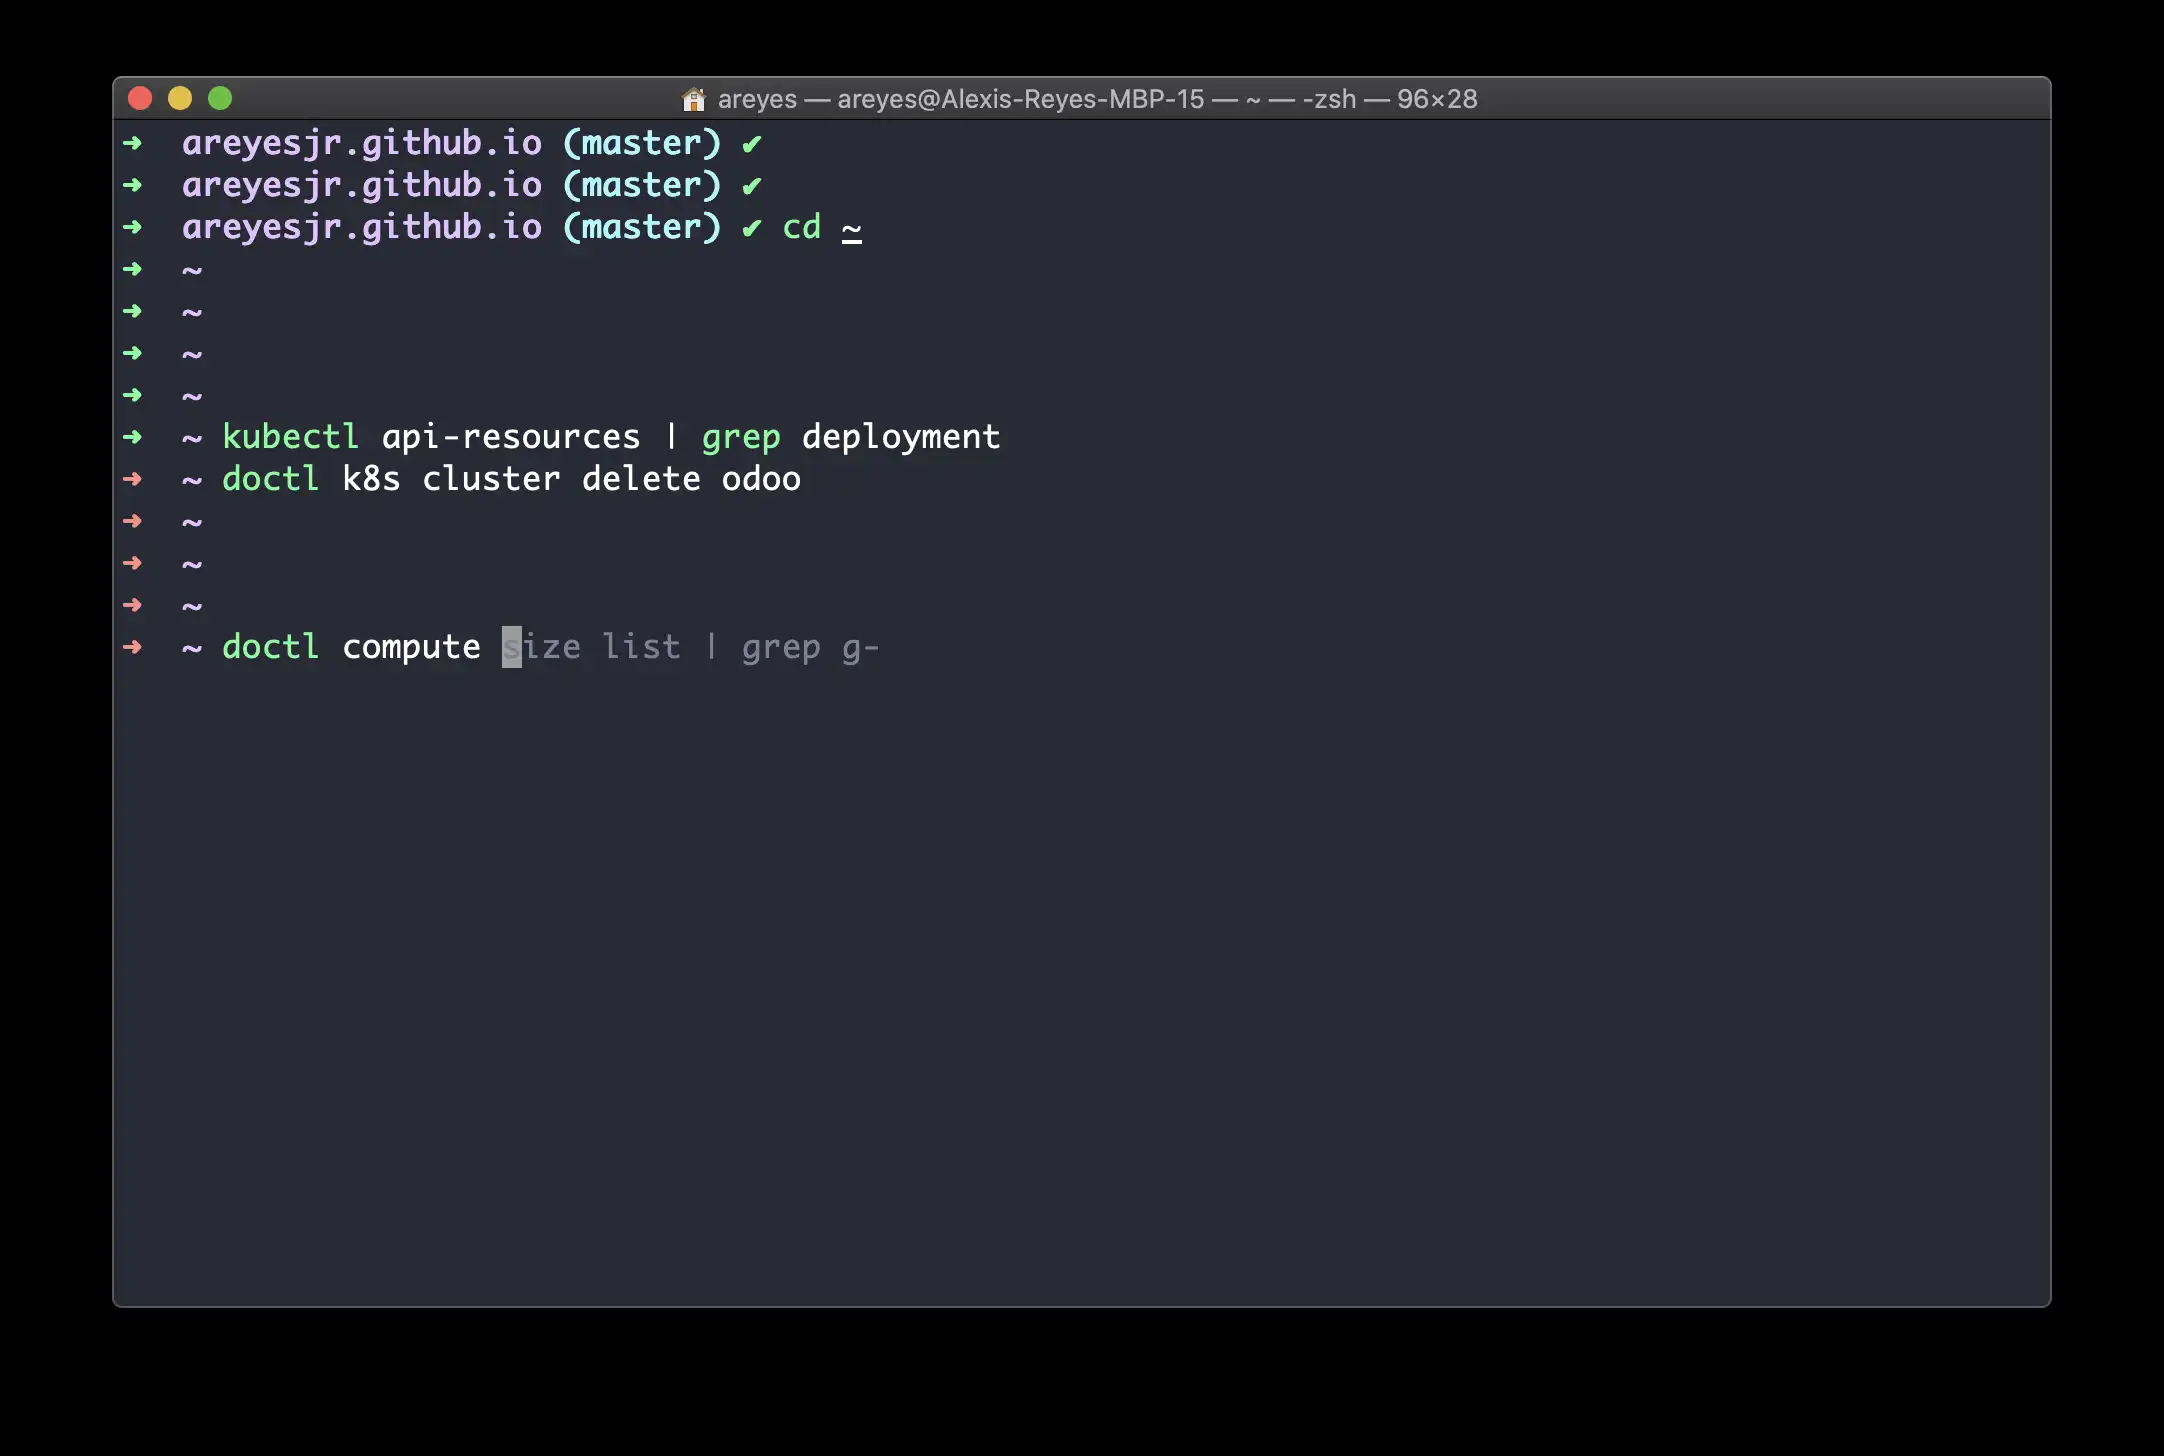 🏠 areyes — areyes@Alexis-Reyes-MBP-15 — ~ — -zsh — 96×28
➜  areyesjr.github.io (master) ✔
➜  areyesjr.github.io (master) ✔
➜  areyesjr.github.io (master) ✔ cd ~
➜  ~
➜  ~
➜  ~
➜  ~
➜  ~ kubectl api-resources | grep deployment
➜  ~ doctl k8s cluster delete odoo
➜  ~
➜  ~
➜  ~
➜  ~ doctl compute size list | grep g-